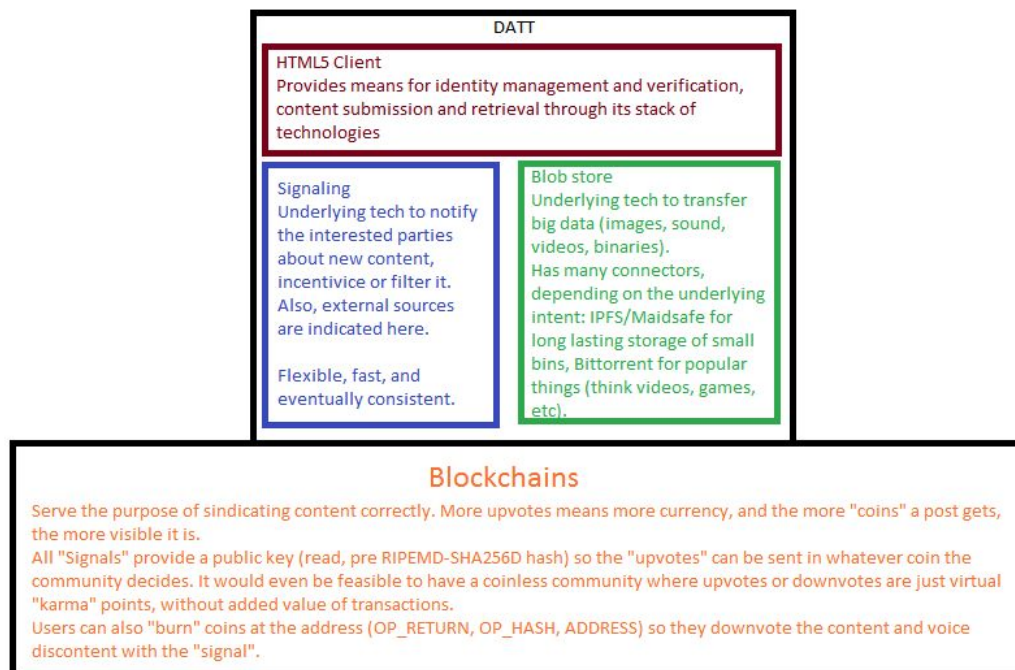 DATT
HTML5 Client
Provides means for identity management and verification,
content submission and retrieval through its stack of
technologies
Signaling
Underlying tech to notify
the interested parties
about new content,
incentivice or filter it.
Also, external sources
are indicated here.
Flexible, fast, and
eventually consistent.
Blob store
Underlying tech to transfer
big data (images, sound,
videos, binaries).
Has many connectors,
depending on the underlying
intent: IPFS/Maidsafe for
long lasting storage of small
bins, Bittorrent for popular
things (think videos, games,
etc).
Blockchains
Serve the purpose of sindicating content correctly. More upvotes means more currency, and the more "coins" a post gets,
the more visible it is.
All "Signals" provide a public key (read, pre RIPEMD-SHA256D hash) so the "upvotes" can be sent in whatever coin the
community decides. It would even be feasible to have a coinless community where upvotes or downvotes are just virtual
"karma" points, without added value of transactions.
Users can also "burn" coins at the address (OP_RETURN, OP_HASH, ADDRESS) so they downvote the content and voice
discontent with the "signal".